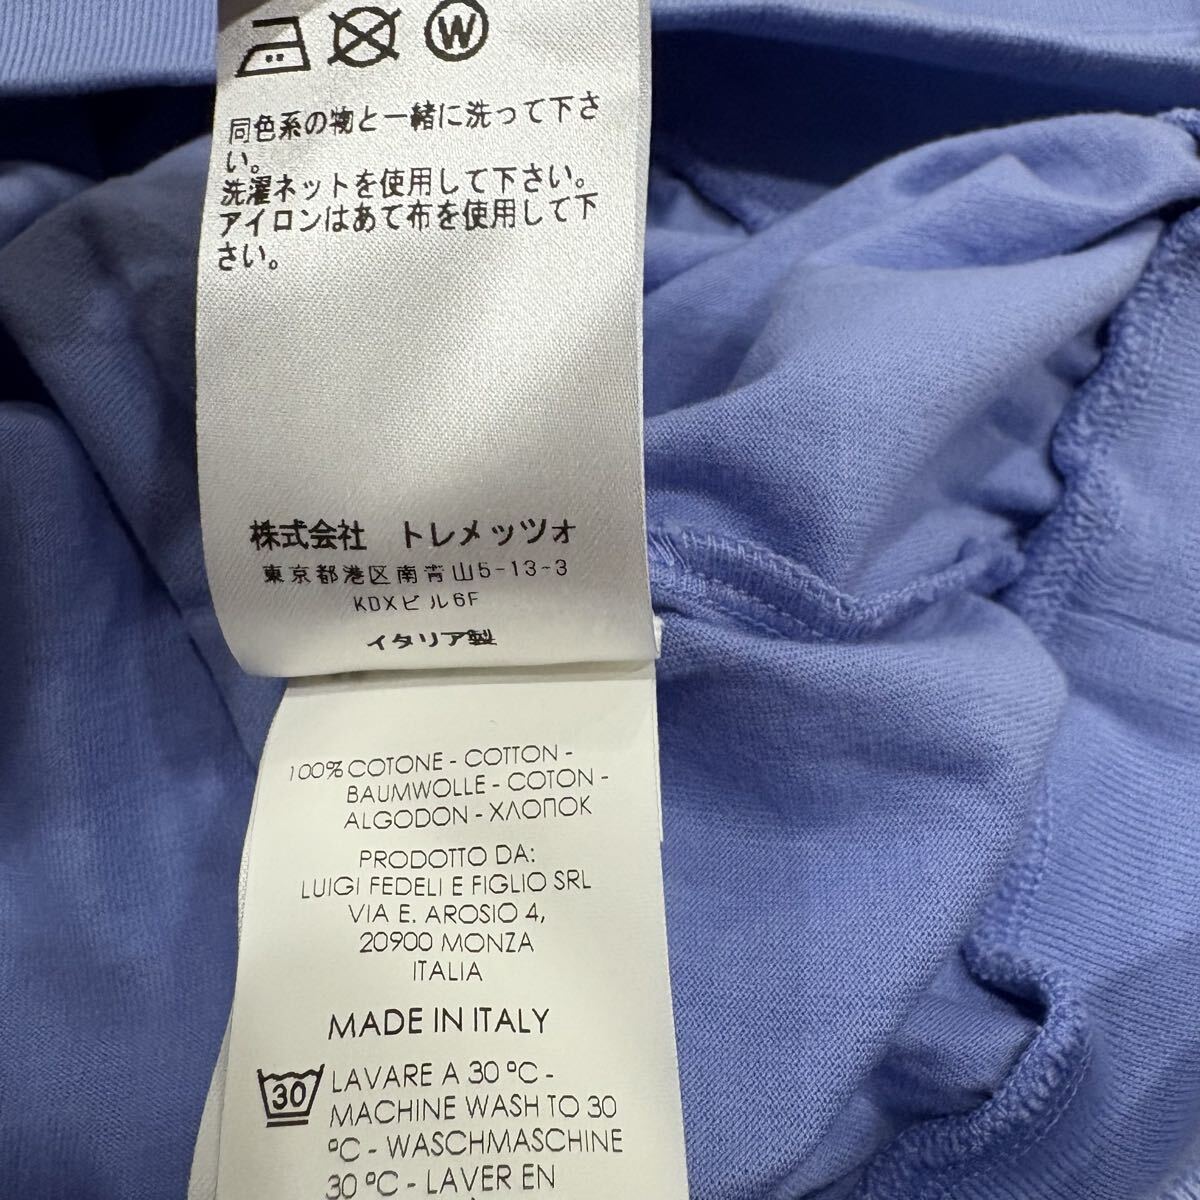 W
同色系の物と一緒に洗って下さ
い。
洗濯ネットを使用して下さい。
アイロンはあて布を使用して下
さい。
株式会社 トレメッツォ
東京都港区南青山5-13-3
KDXビル6F
イタリア製
100% COTONE - COTTON -
BAUMWOLLE - COTON -
ALGODON - ХЛОПОК
PRODOTTO DA:
LUIGI FEDELI E FIGLIO SRL
VIA E. AROSIO 4,
20900 MONZA
ITALIA
MADE IN ITALY
30 LAVARE A 30 ºC -
MACHINE WASH TO 30
ºC - WASCHMASCHINE
30 ºC - LAVER EN